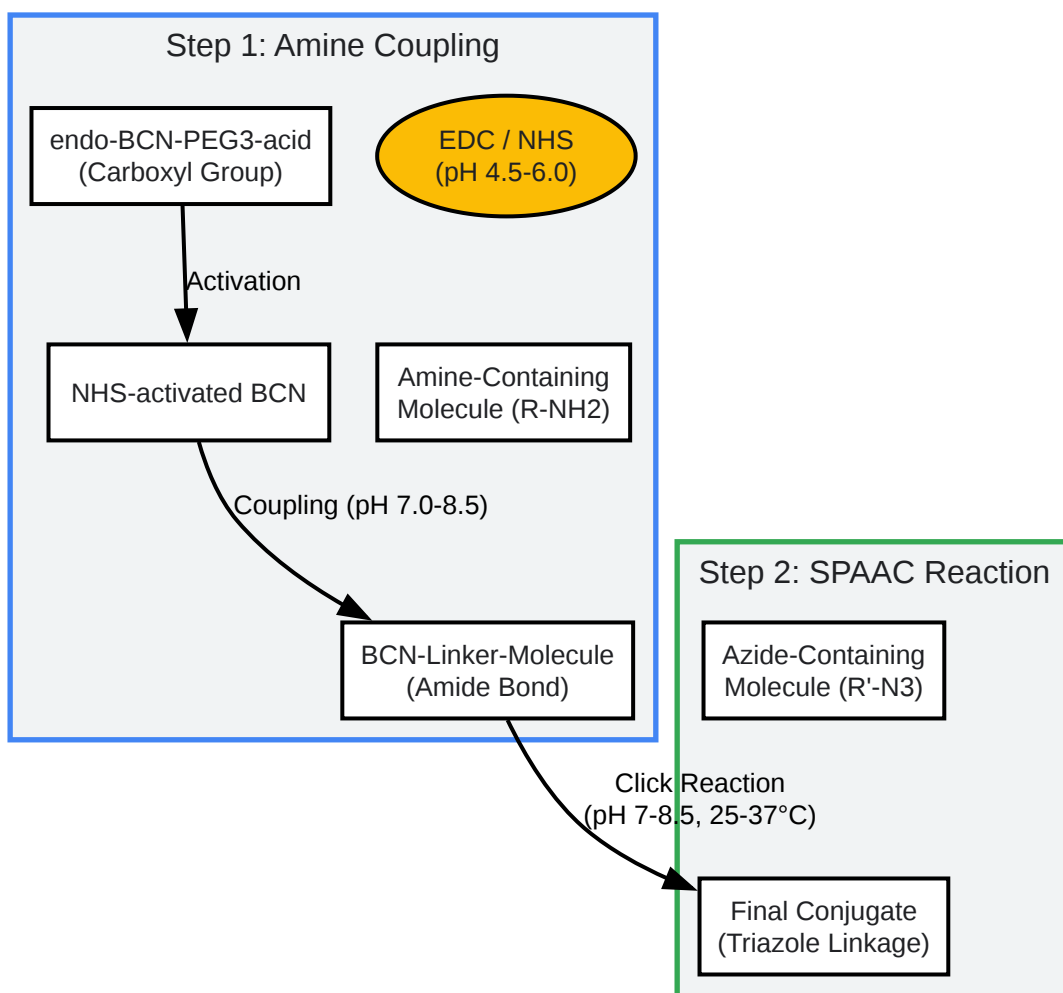 Step 1: Amine Coupling
endo-BCN-PEG3-acid
(Carboxyl Group)
EDC / NHS
(pH 4.5-6.0)
Activation
NHS-activated BCN
Amine-Containing
Molecule (R-NH2)
Coupling (pH 7.0-8.5)
BCN-Linker-Molecule
(Amide Bond)
Step 2: SPAAC Reaction
Azide-Containing
Molecule (R'-N3)
Click Reaction
(pH 7-8.5, 25-37°C)
Final Conjugate
(Triazole Linkage)